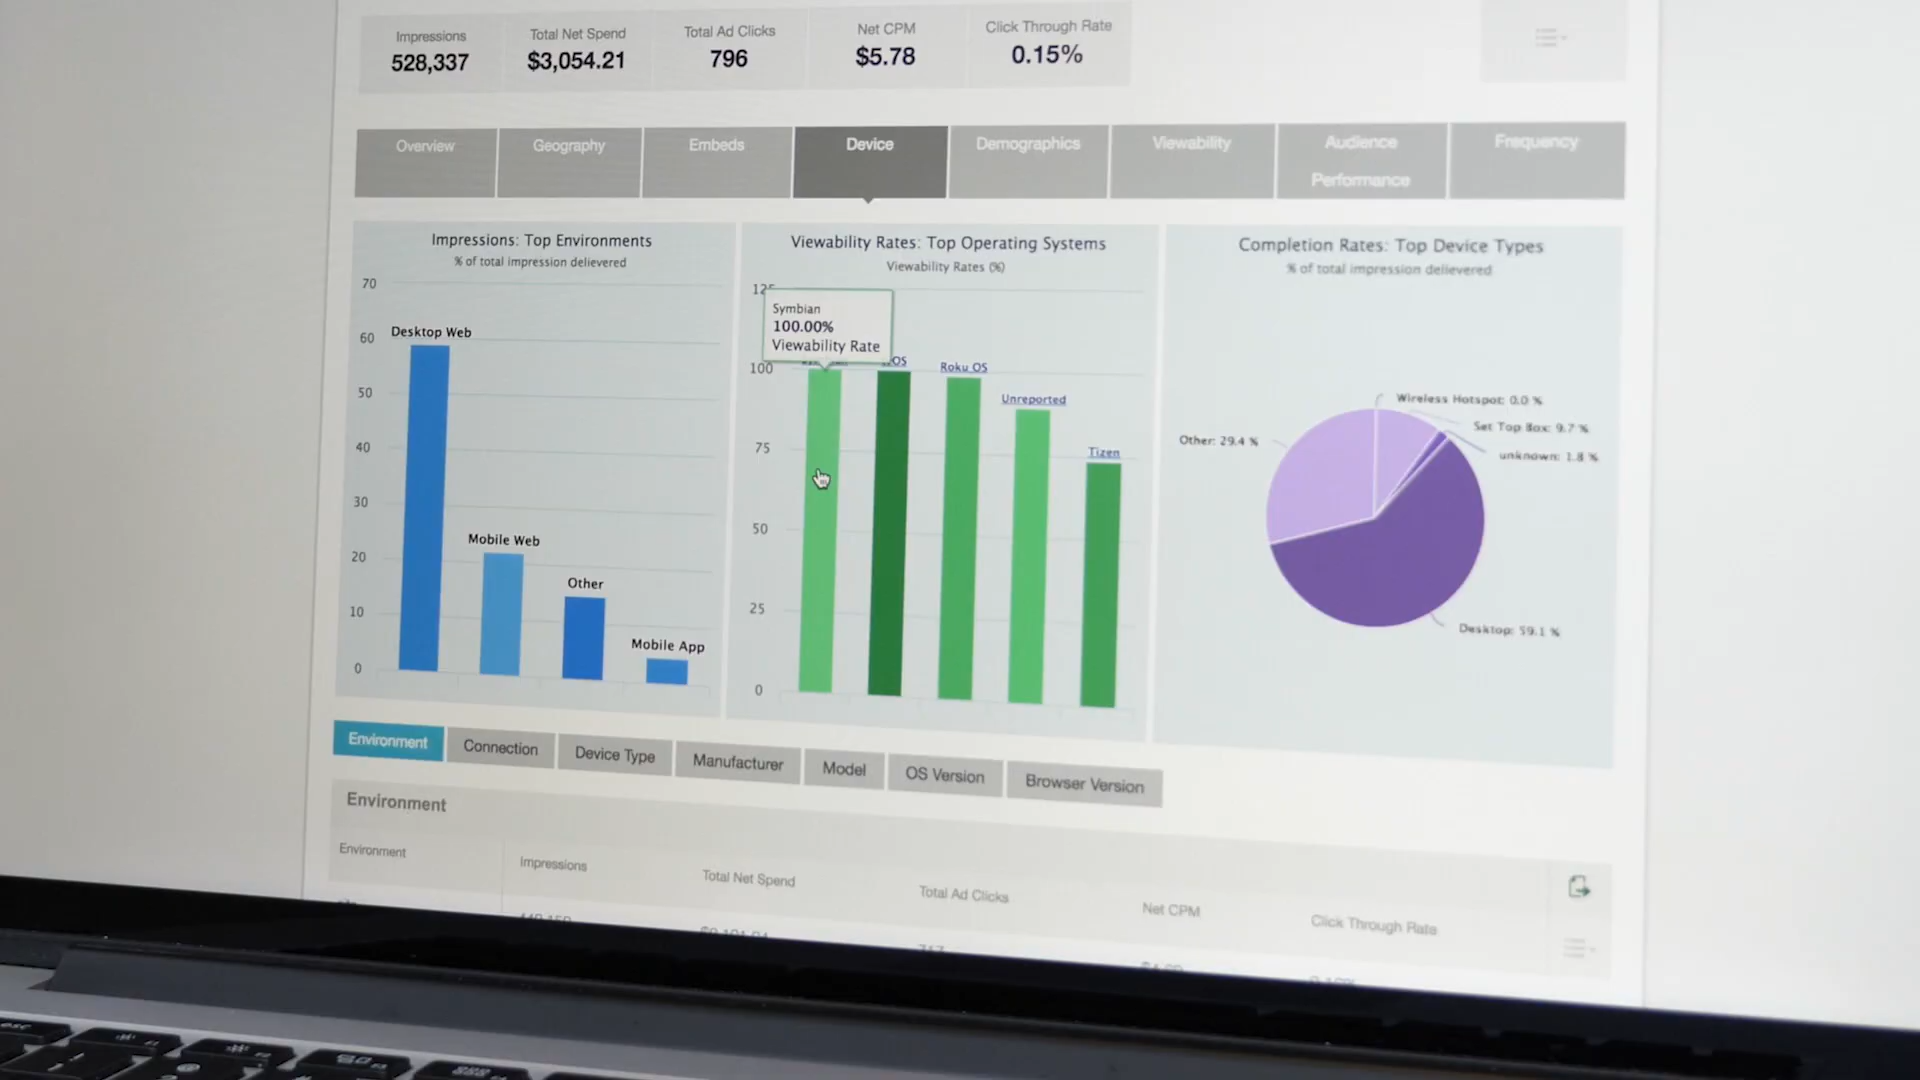 Impressions
528,337
Total Net Spend
$3,054.21
Total Ad Clicks
796
Net CPM
$5.78
Click Through Rate
0.15%
Overview
Geography
Embeds
Device
Demographics
Viewability
Audience
Performance
Frequency
Impressions: Top Environments
% of total impression delievered
70
60
50
40
30
20
10
0
Desktop Web
Mobile Web
Other
Mobile App
Viewability Rates: Top Operating Systems
Viewability Rates (%)
125
100
75
50
25
0
Symbian
100.00%
Viewability Rate
Roku OS
Unreported
Tizen
Completion Rates: Top Device Types
% of total impression delievered
Wireless Hotspot: 0.0 %
Set Top Box: 9.7 %
unknown: 1.8 %
Other: 29.4 %
Desktop: 59.1 %
Environment
Connection
Device Type
Manufacturer
Model
OS Version
Browser Version
Environment
Environment
Impressions
Total Net Spend
Total Ad Clicks
Net CPM
Click Through Rate
esc